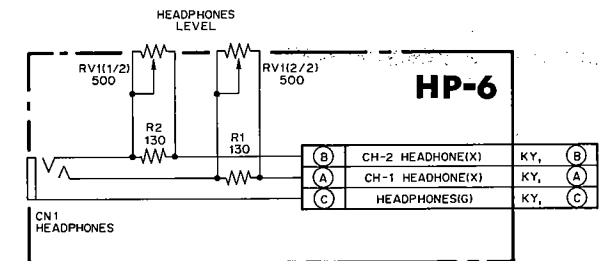 HEADPHONES
LEVEL
RV1(1/2)
500
RV1(2/2)
500
HP-6
R2
130
R1
130
B CH-2 HEADHONE(X) KY, B
A CH-1 HEADHONE(X) KY, A
C HEADPHONES(G) KY, C
CN1
HEADPHONES